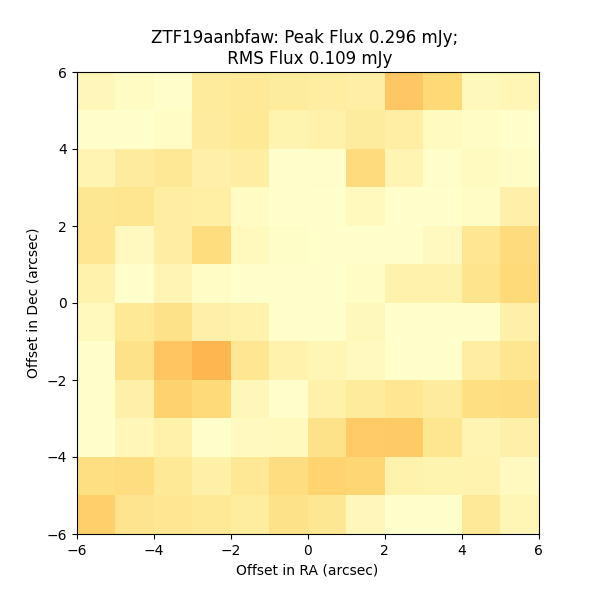 ZTF19aanbfaw: Peak Flux 0.296 mJy;
RMS Flux 0.109 mJy
6
4
2
0
−2
−4
−6
Offset in Dec (arcsec)
−6 −4 −2 0 2 4 6
Offset in RA (arcsec)